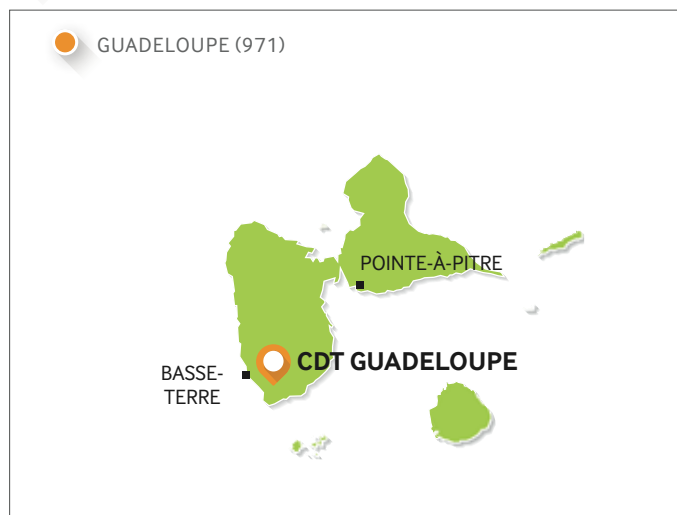 GUADELOUPE (971)
POINTE-À-PITRE
CDT GUADELOUPE
BASSE-
TERRE